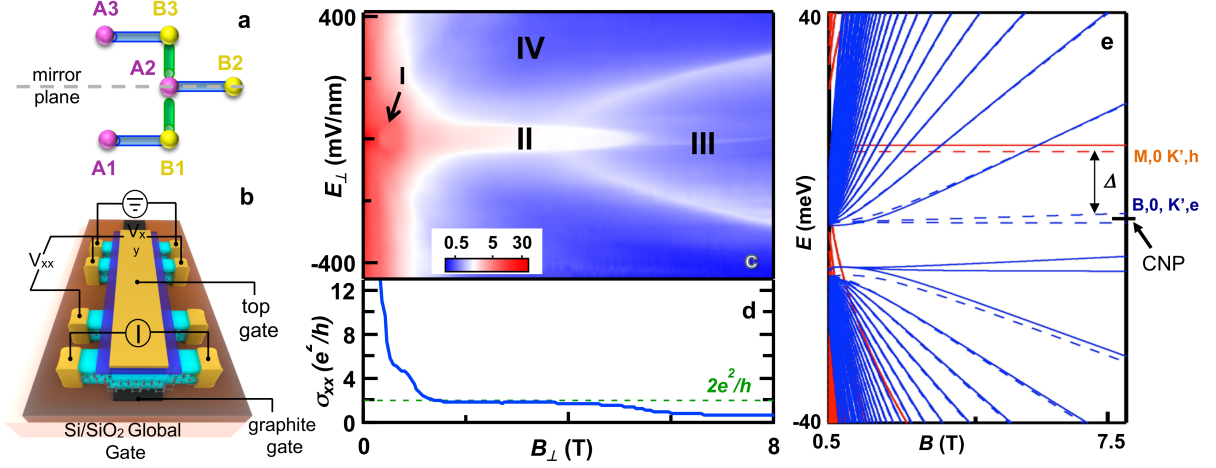 a
A3
B3
A2
B2
mirror
plane
A1
B1
b
Vx
y
Vxx
I
top
gate
graphite
gate
Si/SiO2 Global
Gate
400
E⊥ (mV/nm)
-400
I
II
III
IV
0.5 5 30
c
d
12
8
4
0
σxx (e²/h)
2e²/h
0
B⊥ (T)
8
e
40
E (meV)
-40
0.5
B (T)
7.5
M,0 K',h
Δ
B,0, K',e
CNP